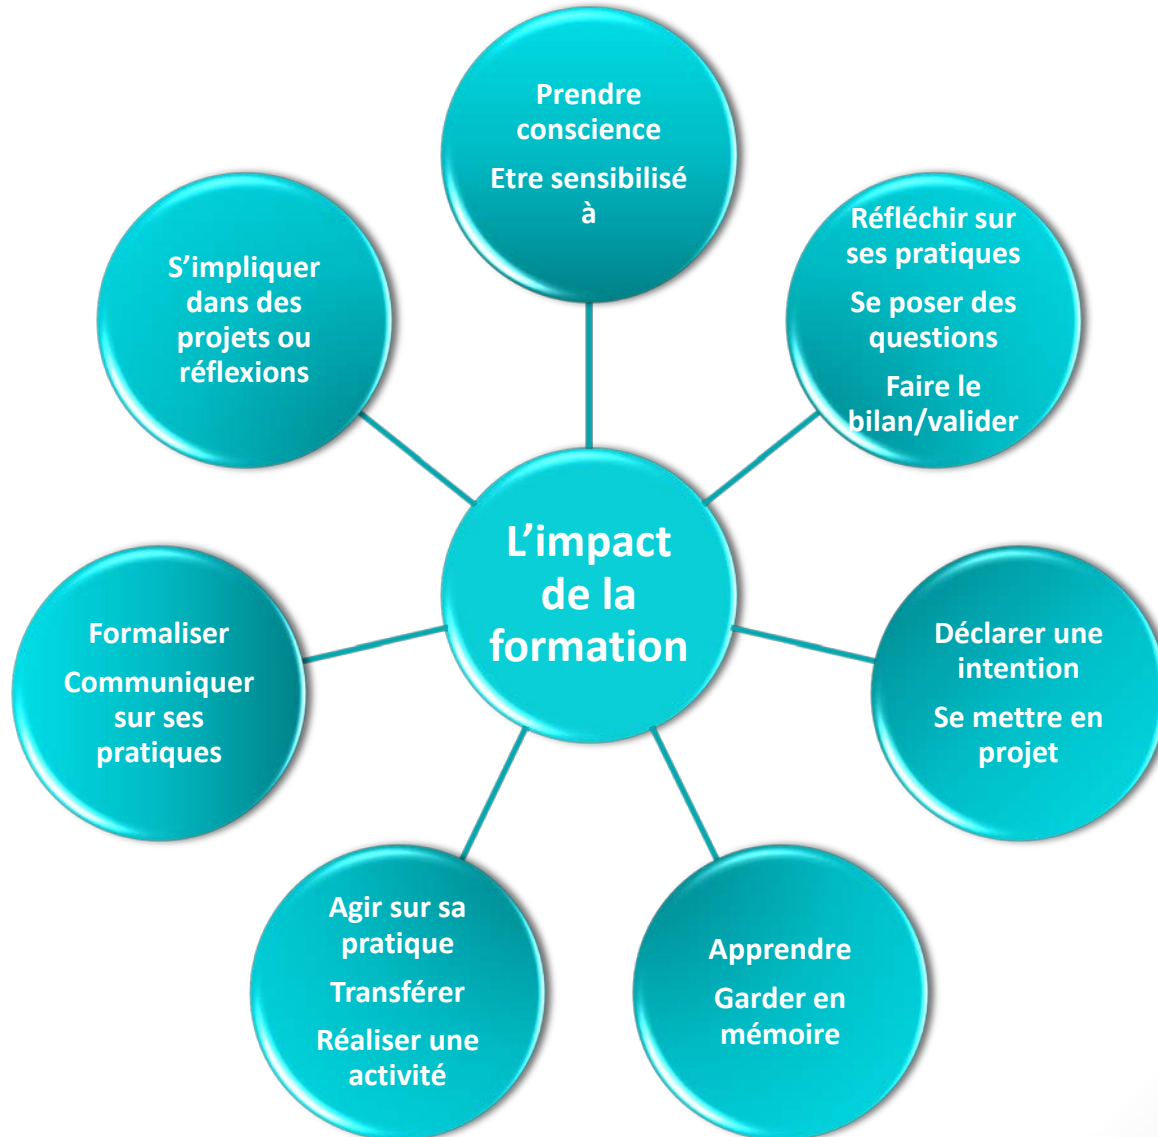 Prendre
conscience
Etre sensibilisé
à
Réfléchir sur
ses pratiques
Se poser des
questions
Faire le
bilan/valider
Déclarer une
intention
Se mettre en
projet
Apprendre
Garder en
mémoire
Agir sur sa
pratique
Transférer
Réaliser une
activité
Formaliser
Communiquer
sur ses
pratiques
S’impliquer
dans des
projets ou
réflexions
L’impact
de la
formation